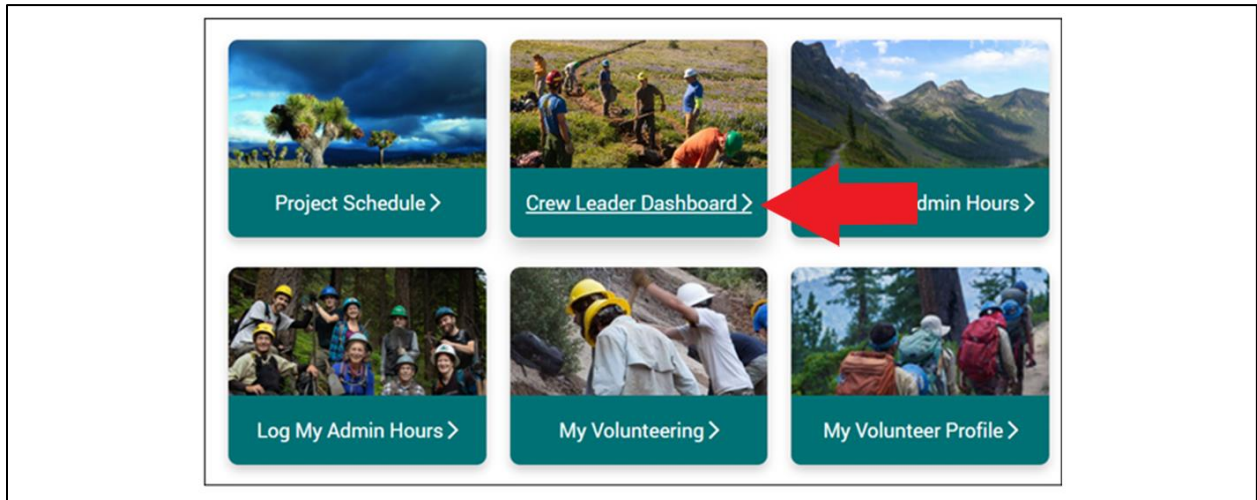 Project Schedule >
Crew Leader Dashboard >
dmin Hours >
Log My Admin Hours >
My Volunteering >
My Volunteer Profile >